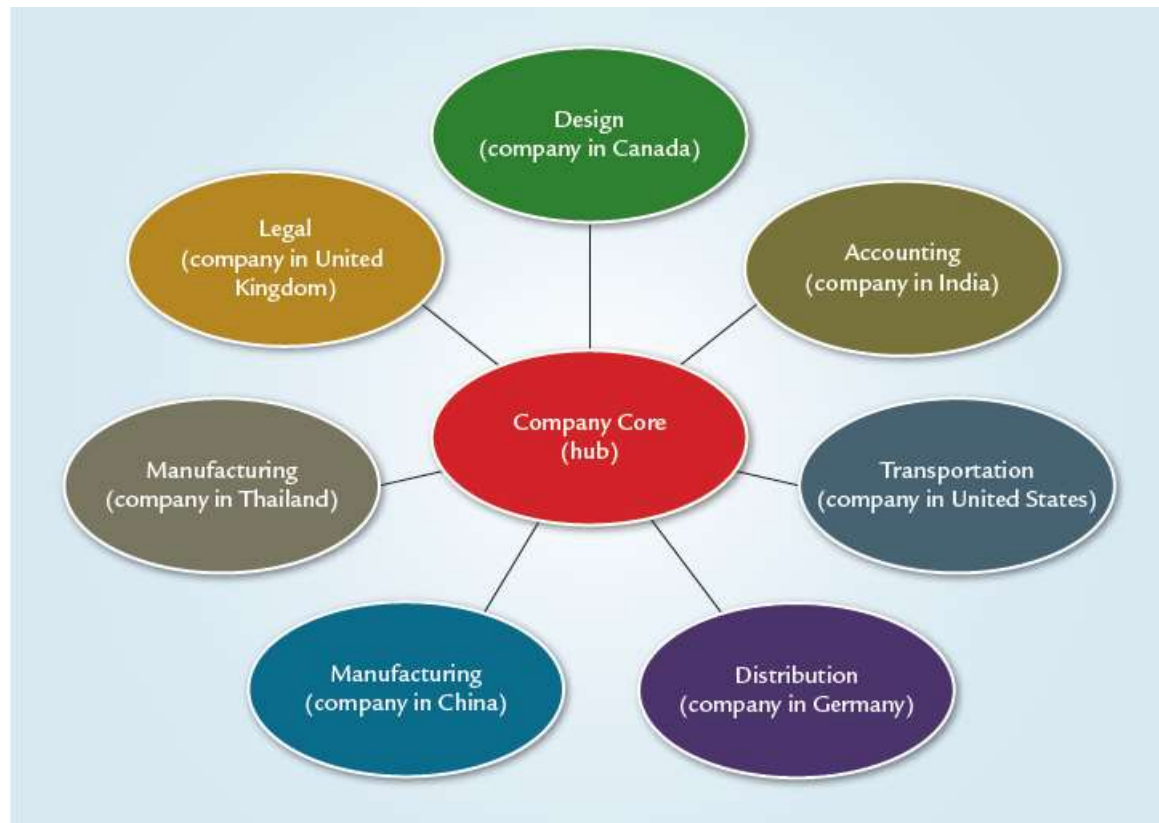 Design
(company in Canada)
Legal
(company in United
Kingdom)
Accounting
(company in India)
Company Core
(hub)
Manufacturing
(company in Thailand)
Transportation
(company in United States)
Manufacturing
(company in China)
Distribution
(company in Germany)